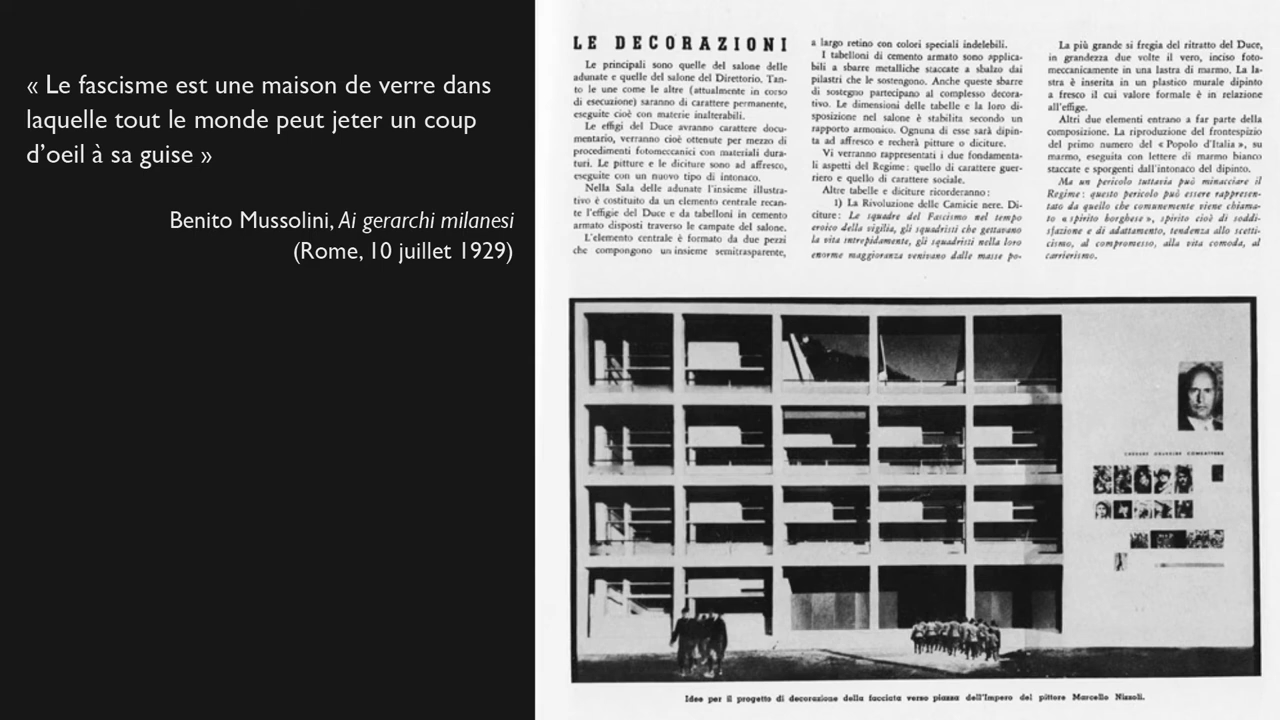 « Le fascisme est une maison de verre dans
laquelle tout le monde peut jeter un coup
d’oeil à sa guise »
Benito Mussolini, Ai gerarchi milanesi
(Rome, 10 juillet 1929)
LE DECORAZIONI
Le principali sono quelle del salone delle
adunate e quelle del salone del Direttorio. Tan-
to le une come le altre (attualmente in corso
di esecuzione) saranno di carattere permanente,
eseguite cioè con materie inalterabili.
Le effigi del Duce avranno carattere docu-
mentario, verranno cioè ottenute per mezzo di
procedimenti fotomeccanici con materiali dura-
turi. Le pitture e le diciture sono ad affresco,
eseguite con un nuovo tipo di intonaco.
Nella Sala delle adunate l'insieme illustra-
tivo è costituito da un elemento centrale recan-
te l'effigie del Duce e da tabelloni in cemento
armato disposti traverso le campate del salone.
L'elemento centrale è formato da due pezzi
che compongono un insieme semitrasparente,
a largo retino con colori speciali indelebili.
I tabelloni di cemento armato sono applica-
bili a sbarre metalliche staccate a sbalzo dai
pilastri che le sostengono. Anche queste sbarre
di sostegno partecipano al complesso decora-
tivo. Le dimensioni delle tabelle e la loro di-
sposizione nel salone è stabilita secondo un
rapporto armonico. Ognuna di esse sarà dipin-
ta ad affresco e recherà pitture o diciture.
Vi verranno rappresentati i due fondamenta-
li aspetti del Regime: quello di carattere guer-
riero e quello di carattere sociale.
Altre tabelle e diciture ricorderanno:
1) La Rivoluzione delle Camicie nere. Di-
citure: Le squadre del Fascismo nel tempo
eroico della vigilia, gli squadristi che gettavano
la vita intrepidamente, gli squadristi nella loro
enorme maggioranza venivano dalle masse po-
La più grande si fregia del ritratto del Duce,
in grandezza due volte il vero, inciso foto-
meccanicamente in una lastra di marmo. La la-
stra è inserita in un plastico murale dipinto
a fresco il cui valore formale è in relazione
all'effige.
Altri due elementi entrano a far parte della
composizione. La riproduzione del frontespizio
del primo numero del « Popolo d'Italia », su
marmo, eseguita con lettere di marmo bianco
staccate e sporgenti dall'intonaco del dipinto.
Ma un pericolo tuttavia può minacciare il
Regime: questo pericolo può essere rappresen-
tato da quello che comunemente viene chiama-
to « spirito borghese », spirito cioè di soddi-
sfazione e di adattamento, tendenza allo scetti-
cismo, al compromesso, alla vita comoda, al
carrierismo.
COMBATTERE
Idee per il progetto di decorazione della facciata verso piazza dell'Impero del pittore Marcello Nizzoli.